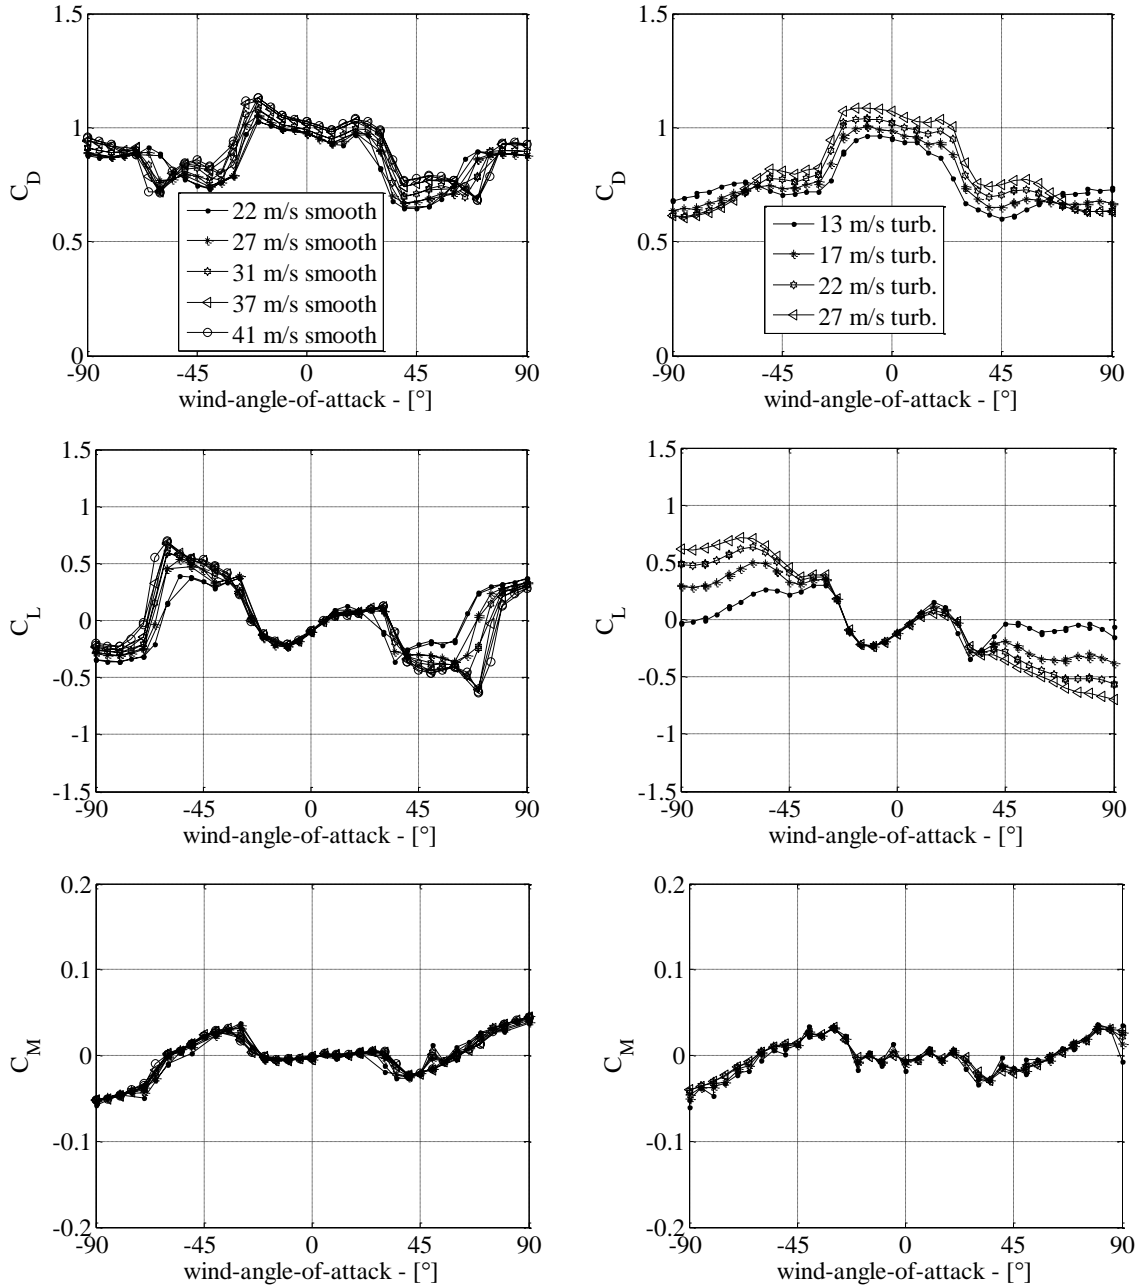 1.5
1
0.5
0
C_D
-90 -45 0 45 90
wind-angle-of-attack - [°]
22 m/s smooth
27 m/s smooth
31 m/s smooth
37 m/s smooth
41 m/s smooth
1.5
1
0.5
0
C_D
-90 -45 0 45 90
wind-angle-of-attack - [°]
13 m/s turb.
17 m/s turb.
22 m/s turb.
27 m/s turb.
1.5
1
0.5
0
-0.5
-1
-1.5
C_L
-90 -45 0 45 90
wind-angle-of-attack - [°]
1.5
1
0.5
0
-0.5
-1
-1.5
C_L
-90 -45 0 45 90
wind-angle-of-attack - [°]
0.2
0.1
0
-0.1
-0.2
C_M
-90 -45 0 45 90
wind-angle-of-attack - [°]
0.2
0.1
0
-0.1
-0.2
C_M
-90 -45 0 45 90
wind-angle-of-attack - [°]